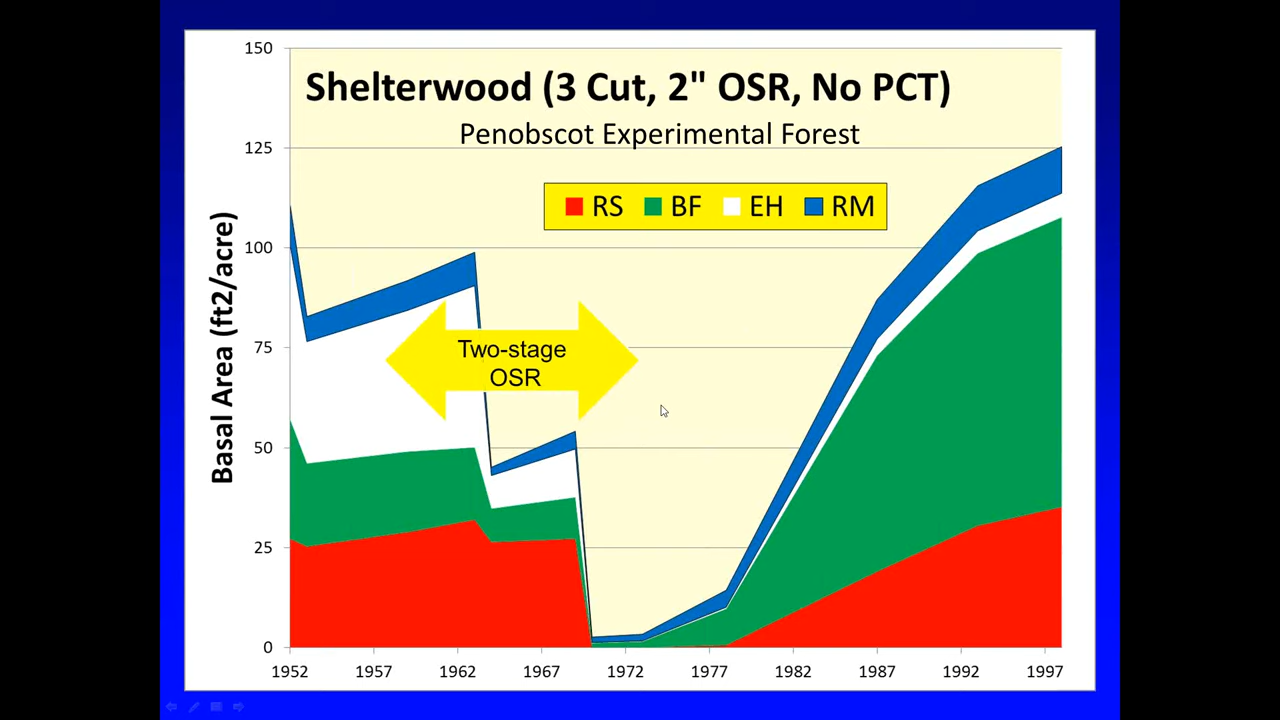 Shelterwood (3 Cut, 2" OSR, No PCT)
Penobscot Experimental Forest
RS BF EH RM
Two-stage
OSR
Basal Area (ft2/acre)
150
125
100
75
50
25
0
1952 1957 1962 1967 1972 1977 1982 1987 1992 1997